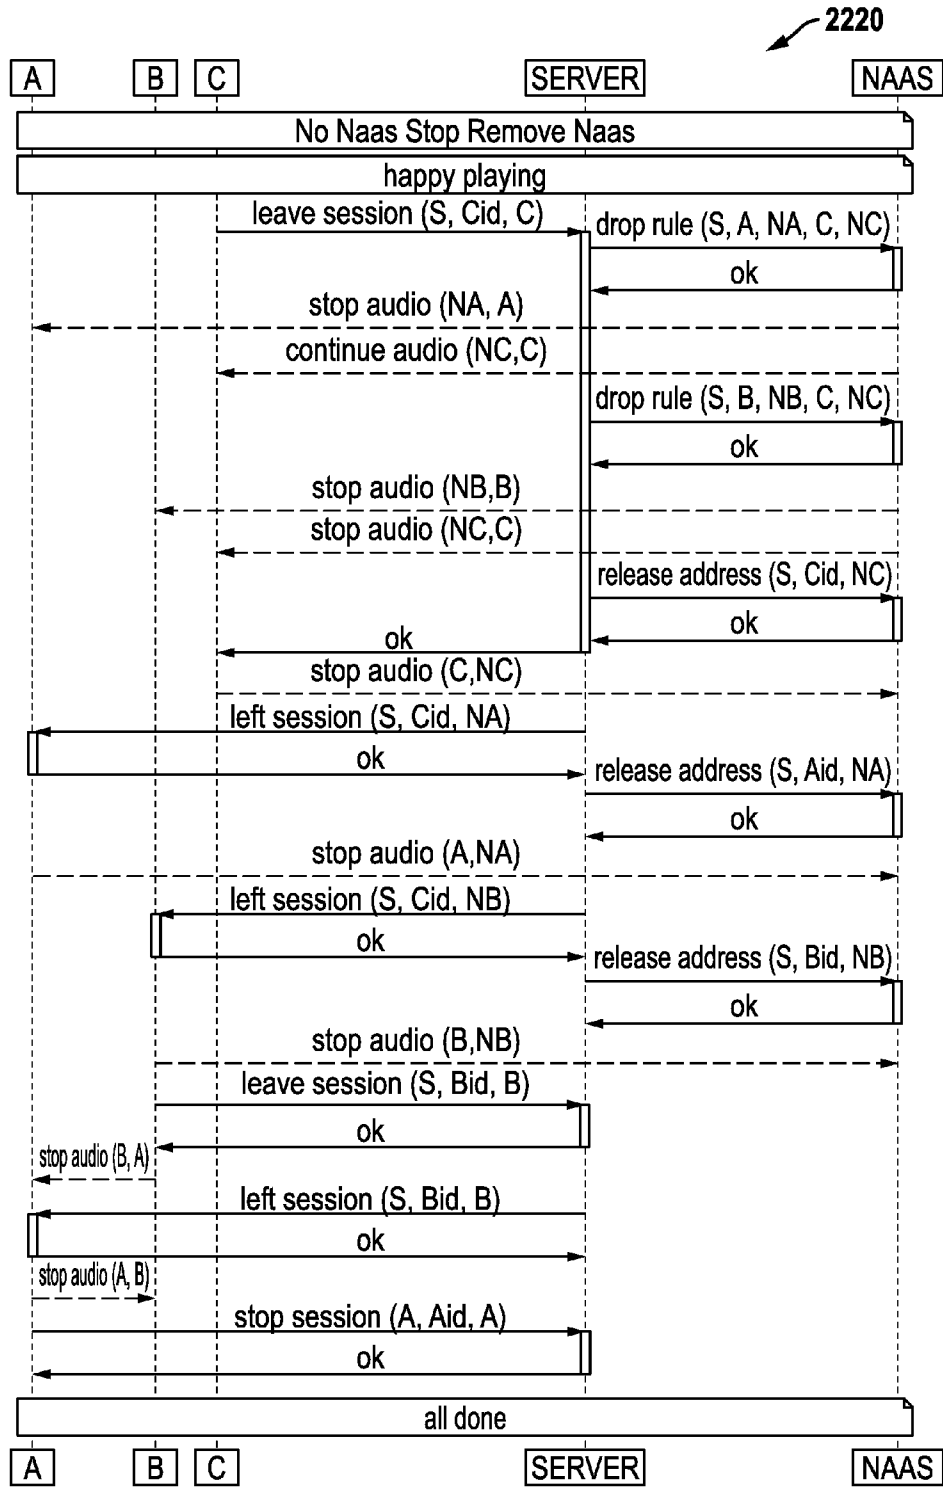 2220
A B C SERVER NAAS
No Naas Stop Remove Naas
happy playing
leave session (S, Cid, C)
drop rule (S, A, NA, C, NC)
ok
stop audio (NA, A)
continue audio (NC,C)
drop rule (S, B, NB, C, NC)
ok
stop audio (NB,B)
stop audio (NC,C)
release address (S, Cid, NC)
ok
ok
stop audio (C,NC)
left session (S, Cid, NA)
ok
release address (S, Aid, NA)
ok
stop audio (A,NA)
left session (S, Cid, NB)
ok
release address (S, Bid, NB)
ok
stop audio (B,NB)
leave session (S, Bid, B)
ok
stop audio (B, A)
left session (S, Bid, B)
ok
stop audio (A, B)
stop session (A, Aid, A)
ok
all done
A B C SERVER NAAS